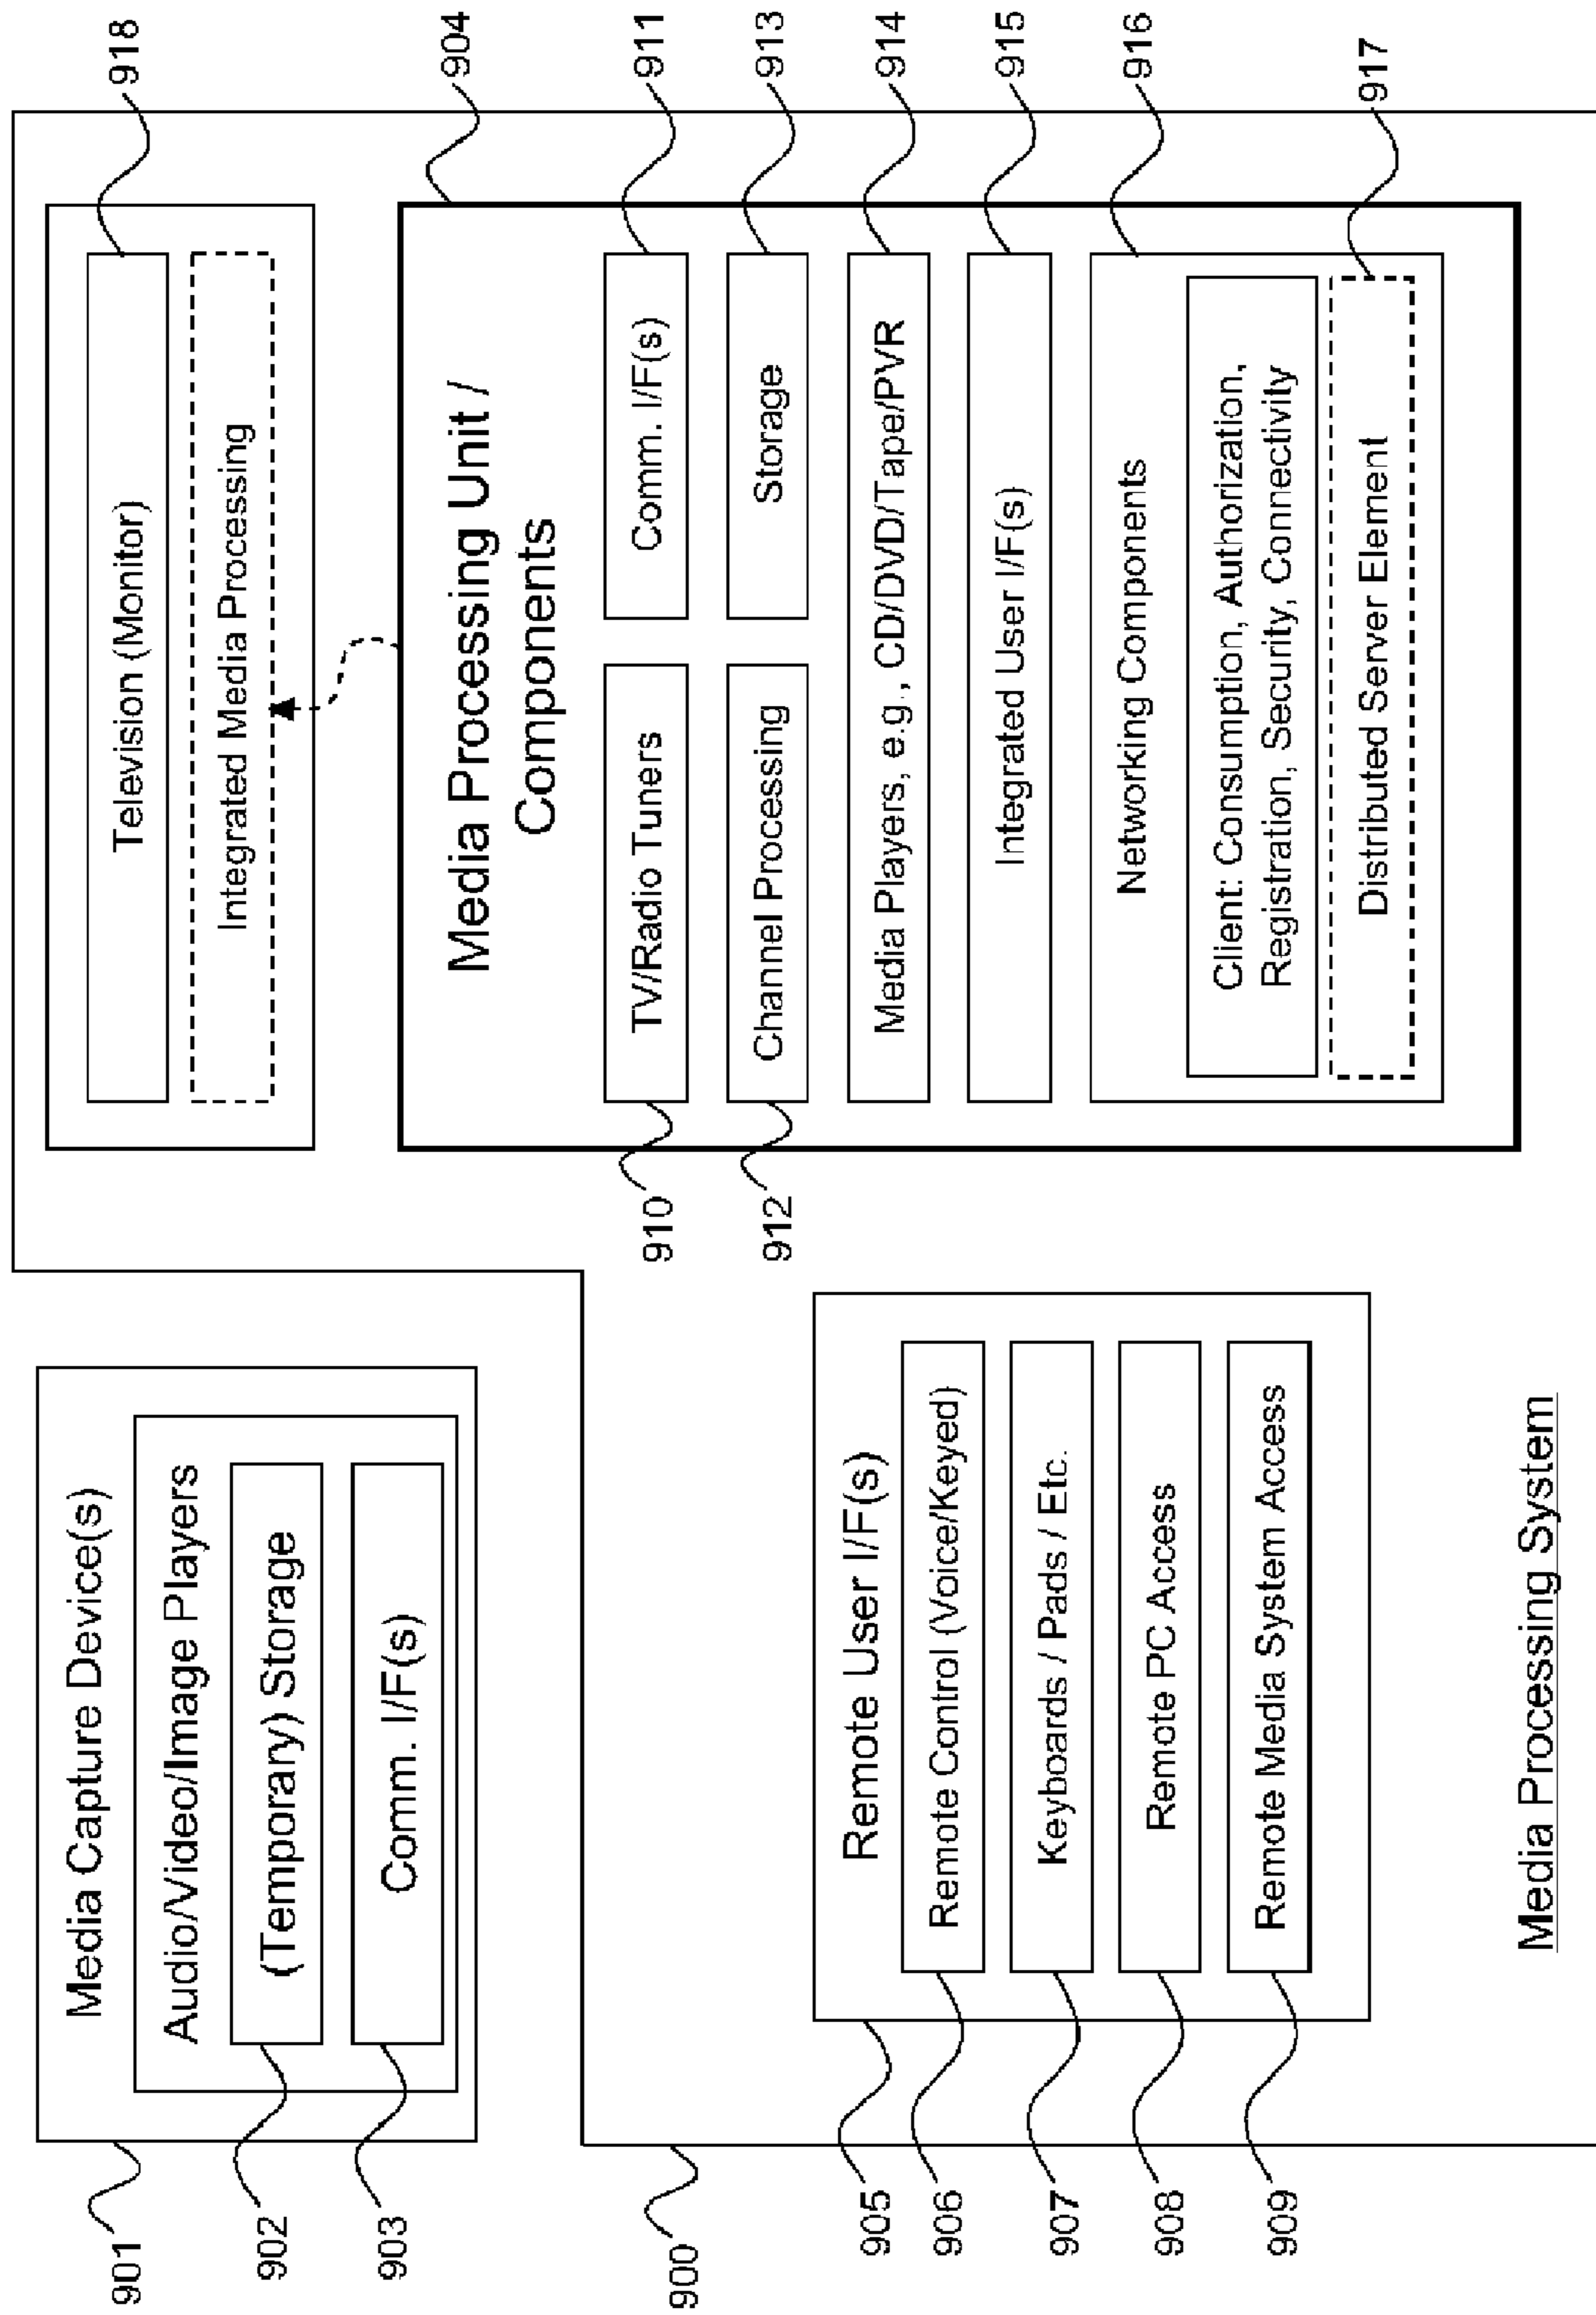 901
902
903
Media Capture Device(s)
Audio/Video/Image Players
(Temporary) Storage
Comm. I/F(s)
900
905
906
907
908
909
Remote User I/F(s)
Remote Control (Voice/Keyed)
Keyboards / Pads / Etc.
Remote PC Access
Remote Media System Access
Media Processing System
918
Television (Monitor)
Integrated Media Processing
904
Media Processing Unit /
Components
910
TV/Radio Tuners
Comm. I/F(s)
911
912
Channel Processing
Storage
913
Media Players, e.g., CD/DVD/Tape/PVR
914
Integrated User I/F(s)
915
Networking Components
916
Client: Consumption, Authorization,
Registration, Security, Connectivity
Distributed Server Element
917